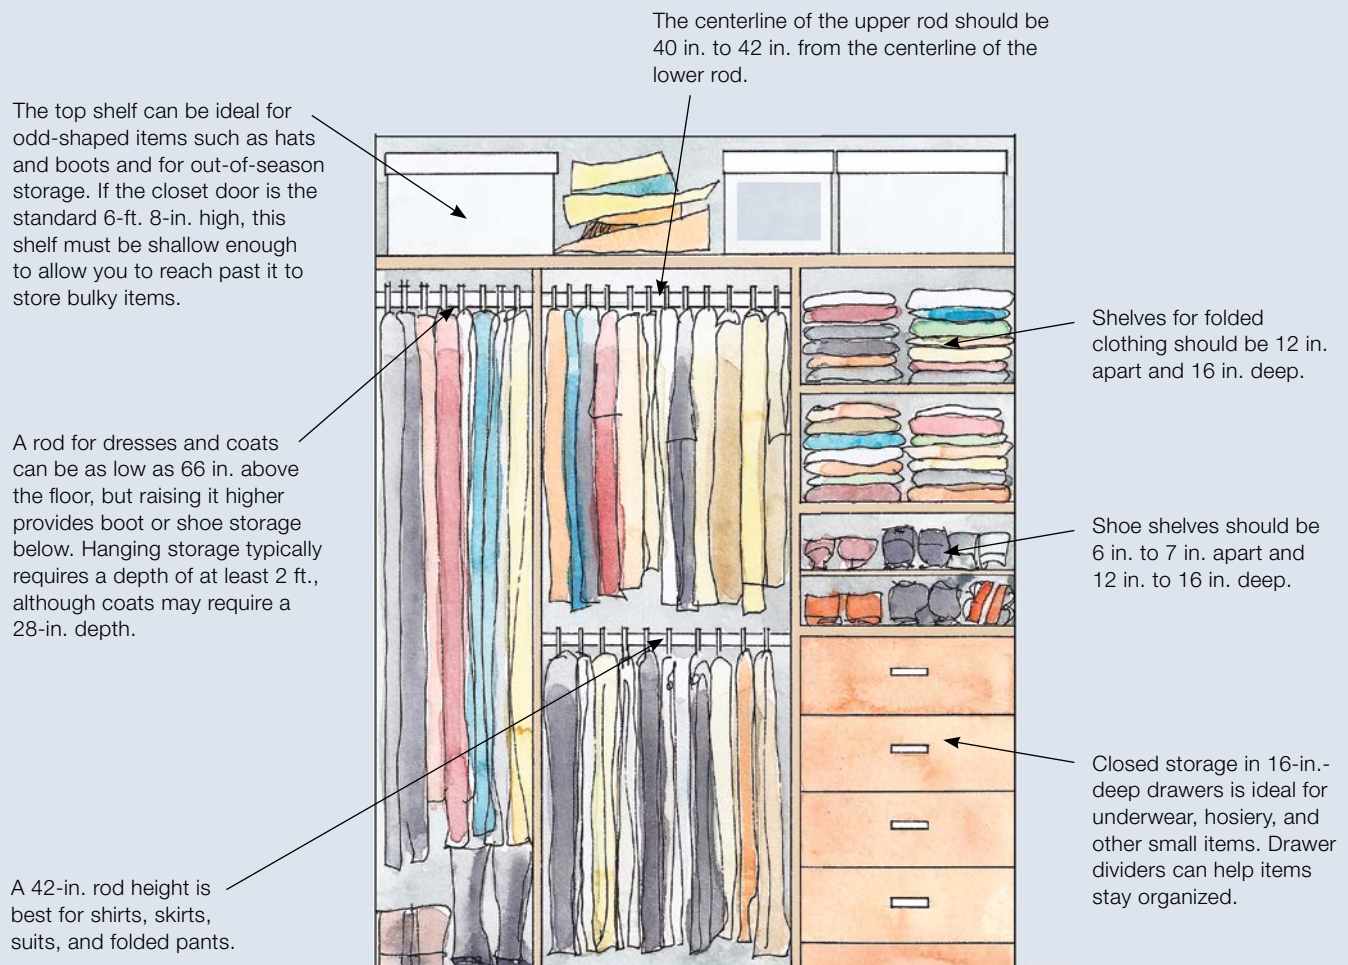 The centerline of the upper rod should be
40 in. to 42 in. from the centerline of the
lower rod.
The top shelf can be ideal for
odd-shaped items such as hats
and boots and for out-of-season
storage. If the closet door is the
standard 6-ft. 8-in. high, this
shelf must be shallow enough
to allow you to reach past it to
store bulky items.
A rod for dresses and coats
can be as low as 66 in. above
the floor, but raising it higher
provides boot or shoe storage
below. Hanging storage typically
requires a depth of at least 2 ft.,
although coats may require a
28-in. depth.
A 42-in. rod height is
best for shirts, skirts,
suits, and folded pants.
Shelves for folded
clothing should be 12 in.
apart and 16 in. deep.
Shoe shelves should be
6 in. to 7 in. apart and
12 in. to 16 in. deep.
Closed storage in 16-in.-
deep drawers is ideal for
underwear, hosiery, and
other small items. Drawer
dividers can help items
stay organized.